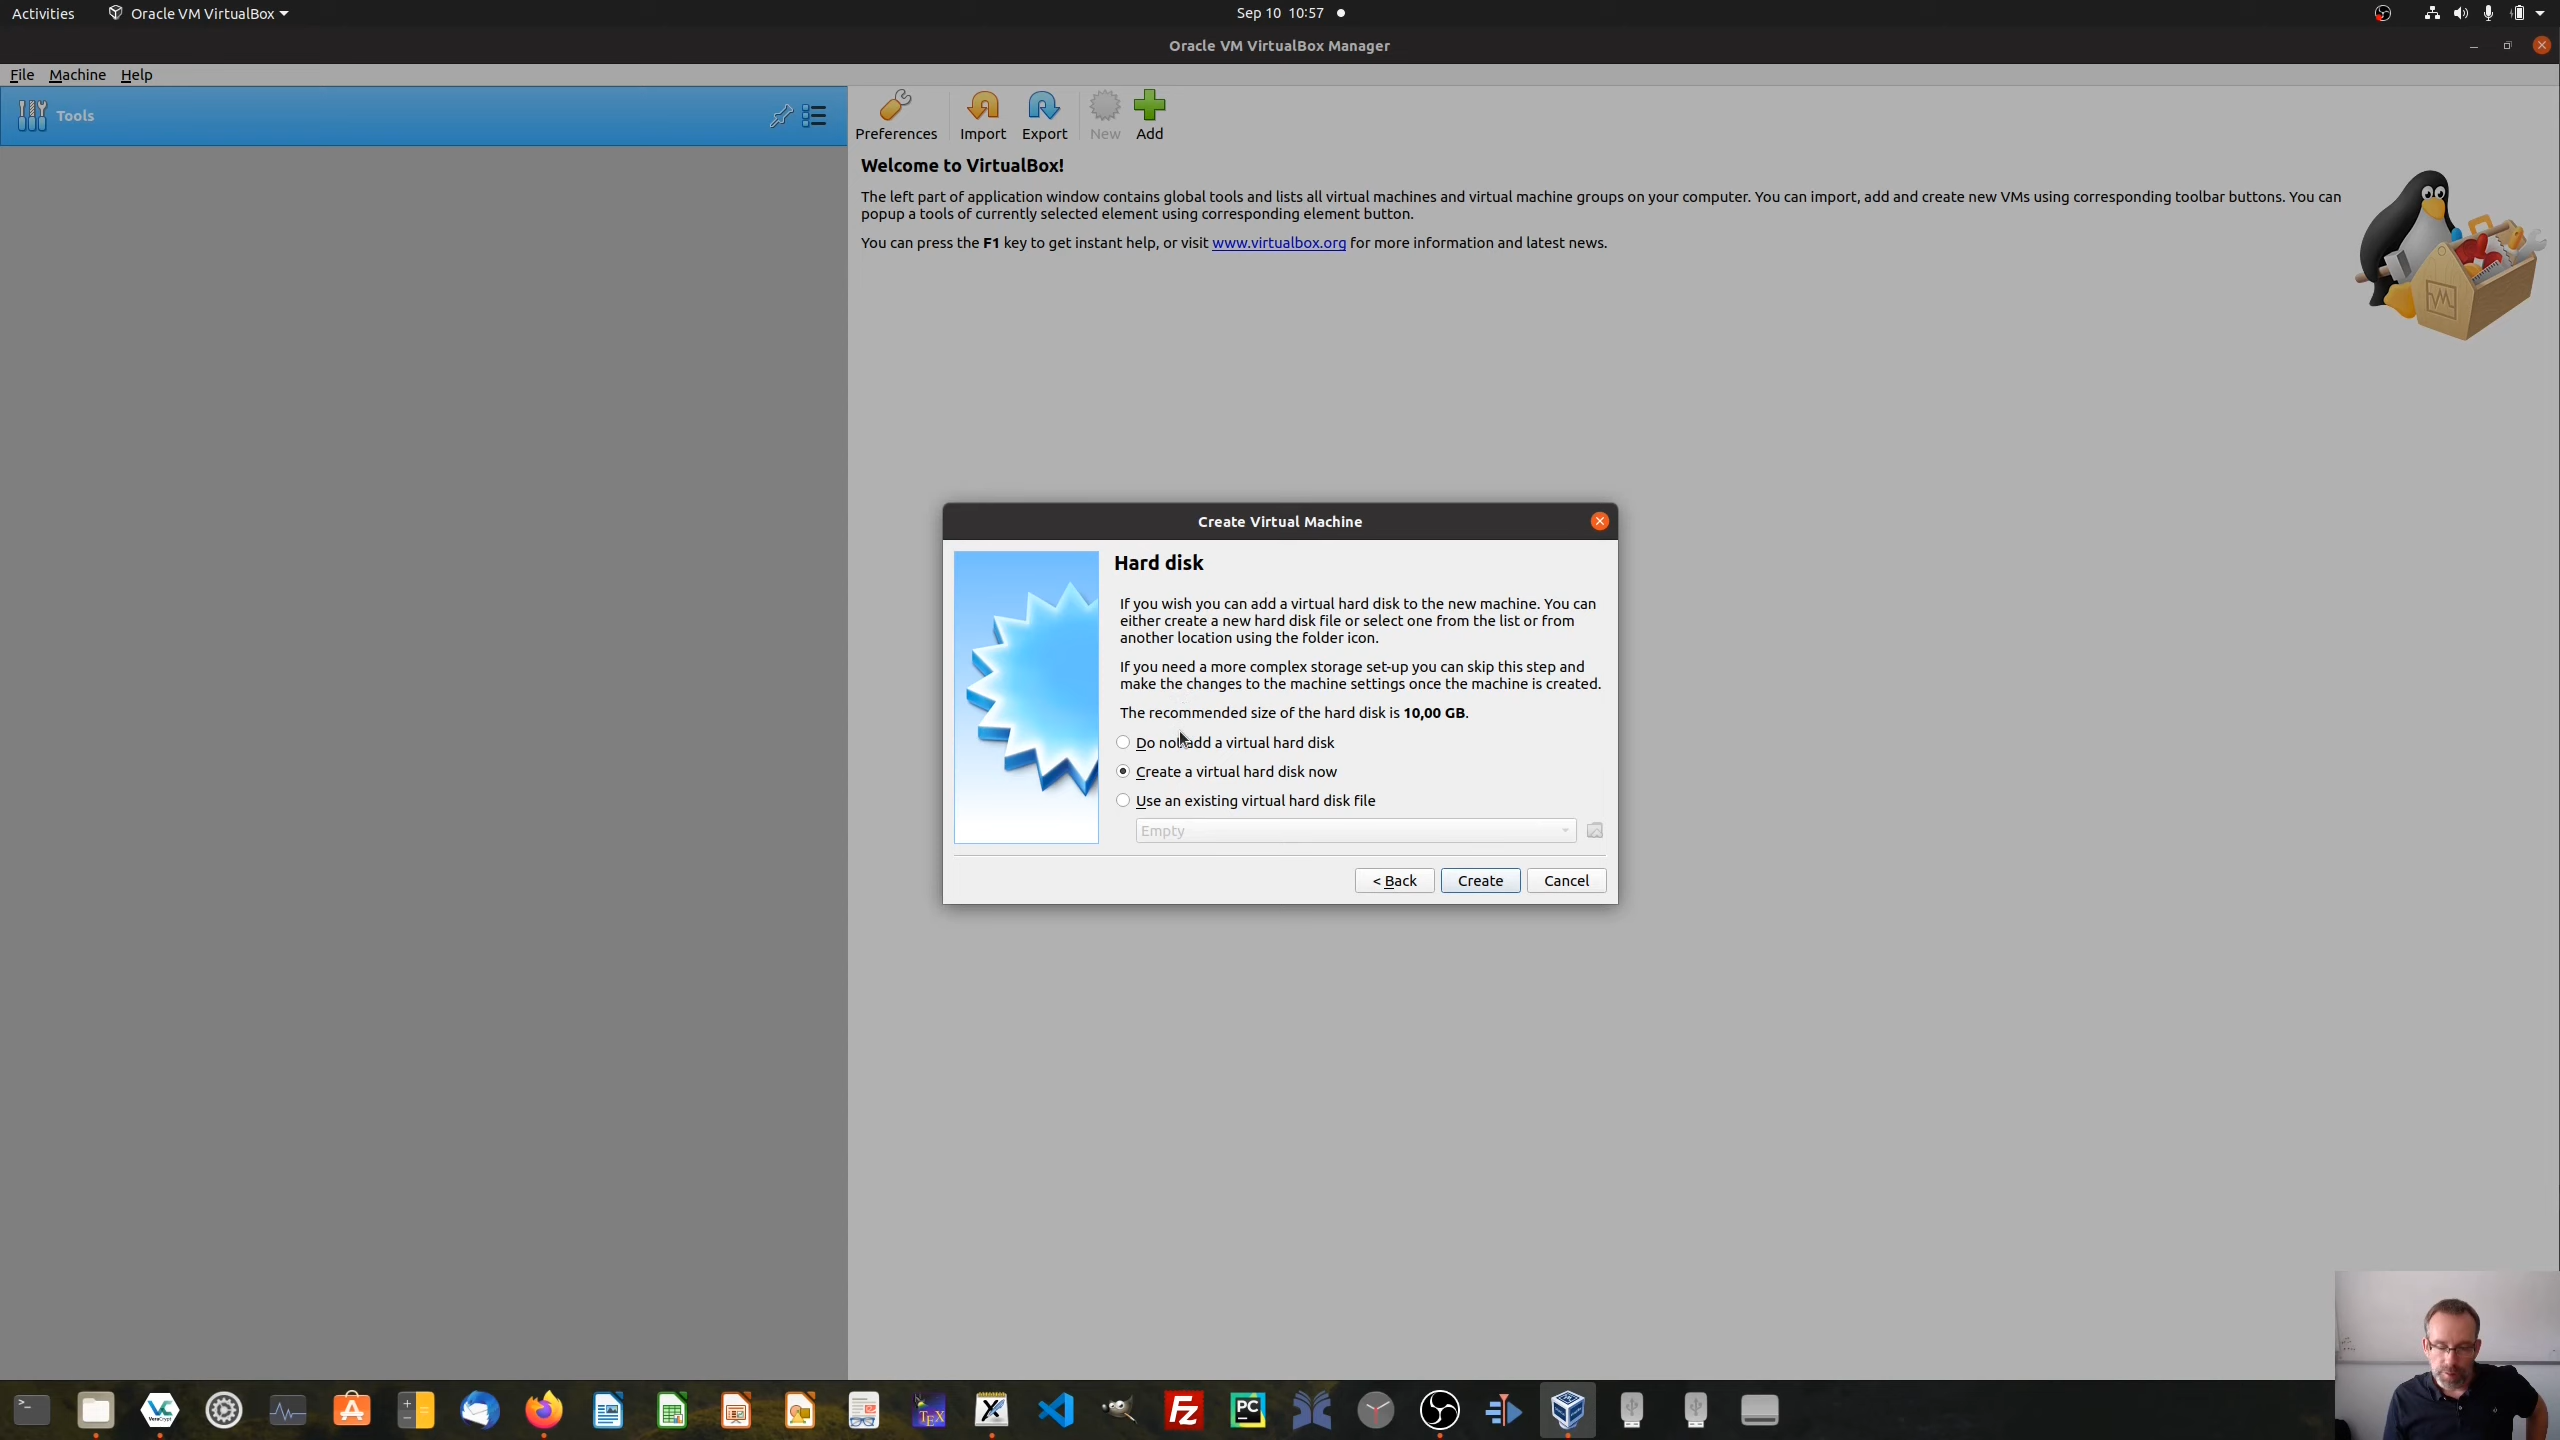 Activities
Oracle VM VirtualBox
Sep 10 10:57
Oracle VM VirtualBox Manager
File Machine Help
Tools
Preferences
Import
Export
New
Add
Welcome to VirtualBox!
The left part of application window contains global tools and lists all virtual machines and virtual machine groups on your computer. You can import, add and create new VMs using corresponding toolbar buttons. You can
popup a tools of currently selected element using corresponding element button.
You can press the F1 key to get instant help, or visit www.virtualbox.org for more information and latest news.
Create Virtual Machine
Hard disk
If you wish you can add a virtual hard disk to the new machine. You can
either create a new hard disk file or select one from the list or from
another location using the folder icon.
If you need a more complex storage set-up you can skip this step and
make the changes to the machine settings once the machine is created.
The recommended size of the hard disk is 10,00 GB.
Do not add a virtual hard disk
Create a virtual hard disk now
Use an existing virtual hard disk file
Empty
< Back
Create
Cancel
VeraCrypt
TEX
Fz
PC